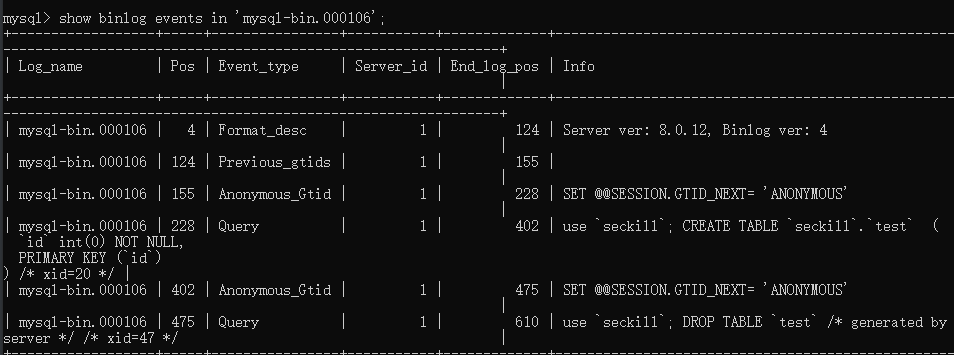 mysql> show binlog events in 'mysql-bin.000106';
+------------------+-----+----------------+-----------+-------------+--------------------------------------------------
--------------------------------------------------------+
| Log_name | Pos | Event_type | Server_id | End_log_pos | Info
|
+------------------+-----+----------------+-----------+-------------+--------------------------------------------------
--------------------------------------------------------+
| mysql-bin.000106 | 4 | Format_desc | 1 | 124 | Server ver: 8.0.12, Binlog ver: 4
|
| mysql-bin.000106 | 124 | Previous_gtids | 1 | 155 |
|
| mysql-bin.000106 | 155 | Anonymous_Gtid | 1 | 228 | SET @@SESSION.GTID_NEXT= 'ANONYMOUS'
|
| mysql-bin.000106 | 228 | Query | 1 | 402 | use `seckill`; CREATE TABLE `seckill`.`test`  (
`id` int(0) NOT NULL,
PRIMARY KEY (`id`)
) /* xid=20 */ |
| mysql-bin.000106 | 402 | Anonymous_Gtid | 1 | 475 | SET @@SESSION.GTID_NEXT= 'ANONYMOUS'
|
| mysql-bin.000106 | 475 | Query | 1 | 610 | use `seckill`; DROP TABLE `test` /* generated by
server */ /* xid=47 */ |
+------------------+-----+----------------+-----------+-------------+--------------------------------------------------